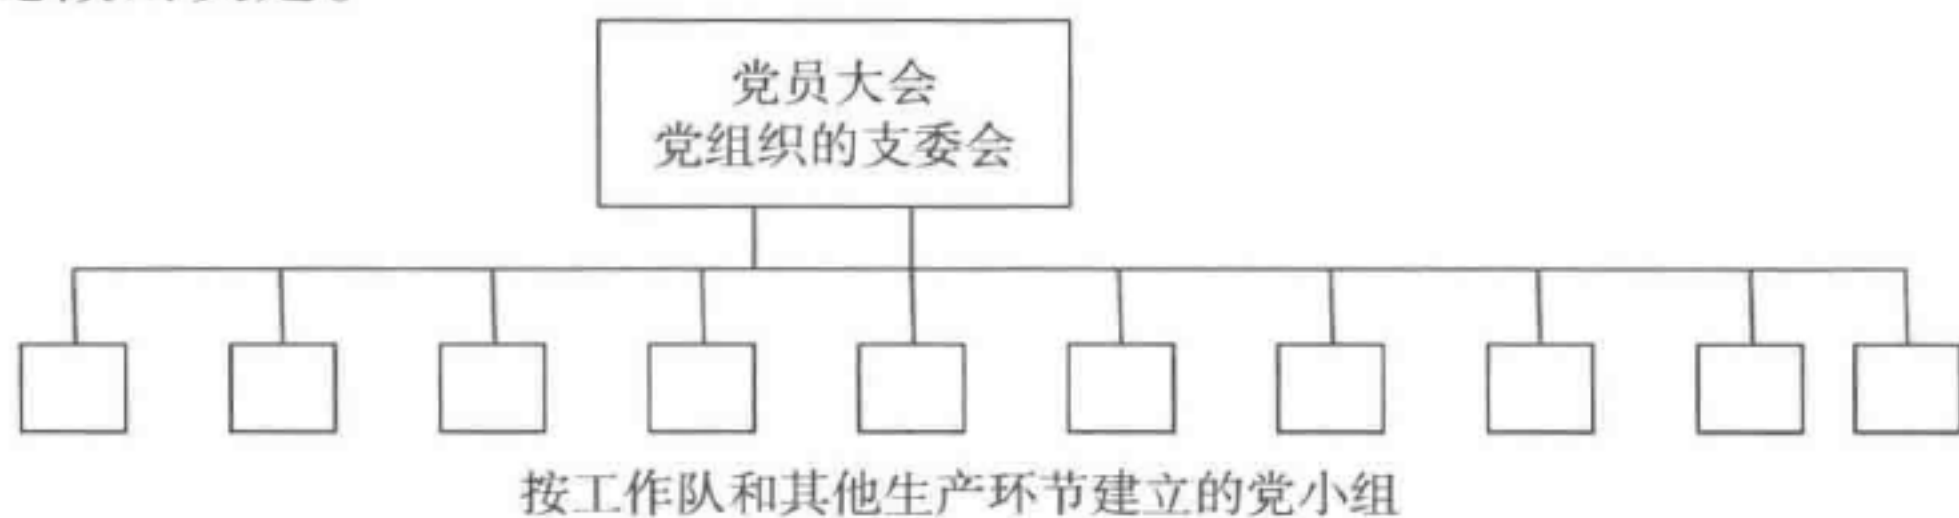 党员大会
党组织的支委会
按工作队和其他生产环节建立的党小组